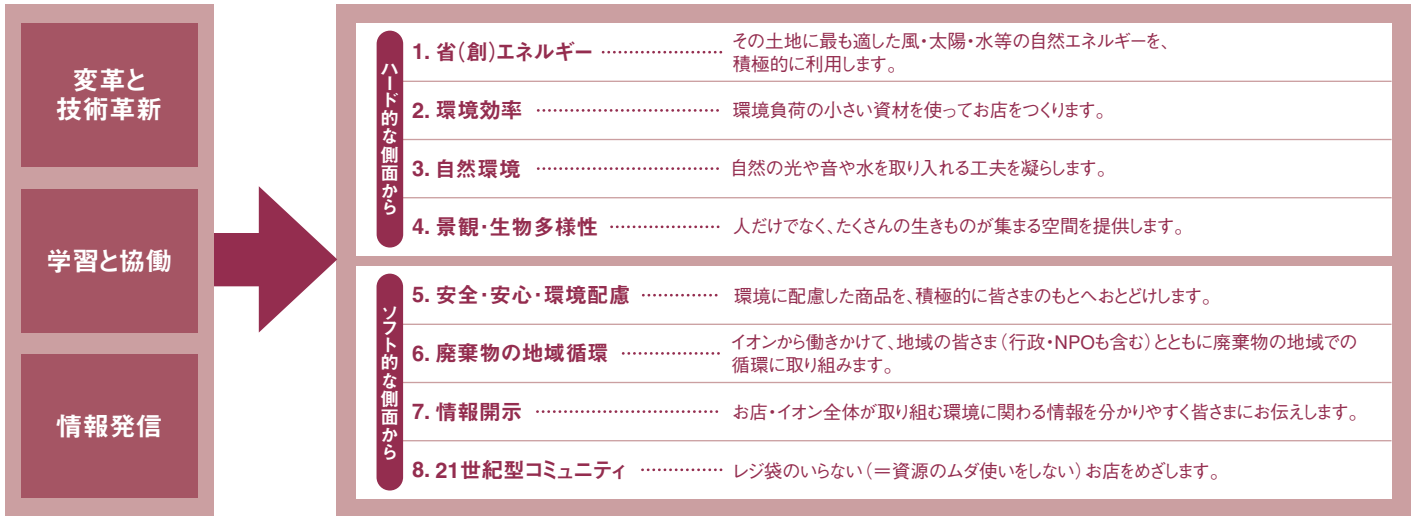 変革と
技術革新
学習と協働
情報発信
ハード的な側面から
1. 省(創)エネルギー …………………… その土地に最も適した風・太陽・水等の自然エネルギーを、
積極的に利用します。
2. 環境効率 …………………………… 環境負荷の小さい資材を使ってお店をつくります。
3. 自然環境 …………………………… 自然の光や音や水を取り入れる工夫を凝らします。
4. 景観・生物多様性 ………………… 人だけでなく、たくさんの生きものが集まる空間を提供します。
ソフト的な側面から
5. 安全・安心・環境配慮 …………… 環境に配慮した商品を、積極的に皆さまのもとへおとどけします。
6. 廃棄物の地域循環 ……………… イオンから働きかけて、地域の皆さま(行政・NPOも含む)とともに廃棄物の地域での
循環に取り組みます。
7. 情報開示 …………………………… お店・イオン全体が取り組む環境に関わる情報を分かりやすく皆さまにお伝えします。
8. 21世紀型コミュニティ …………… レジ袋のいらない(=資源のムダ使いをしない)お店をめざします。